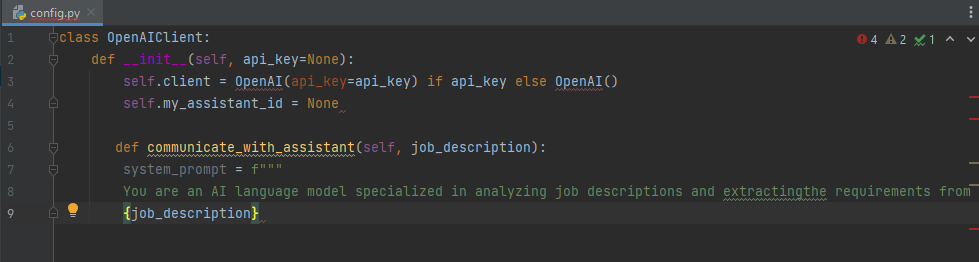 config.py
1 class OpenAIClient:
4 2 1
2 def __init__(self, api_key=None):
3 self.client = OpenAI(api_key=api_key) if api_key else OpenAI()
4 self.my_assistant_id = None
5
6 def communicate_with_assistant(self, job_description):
7 system_prompt = f"""
8 You are an AI language model specialized in analyzing job descriptions and extractingthe requirements from
9 {job_description}